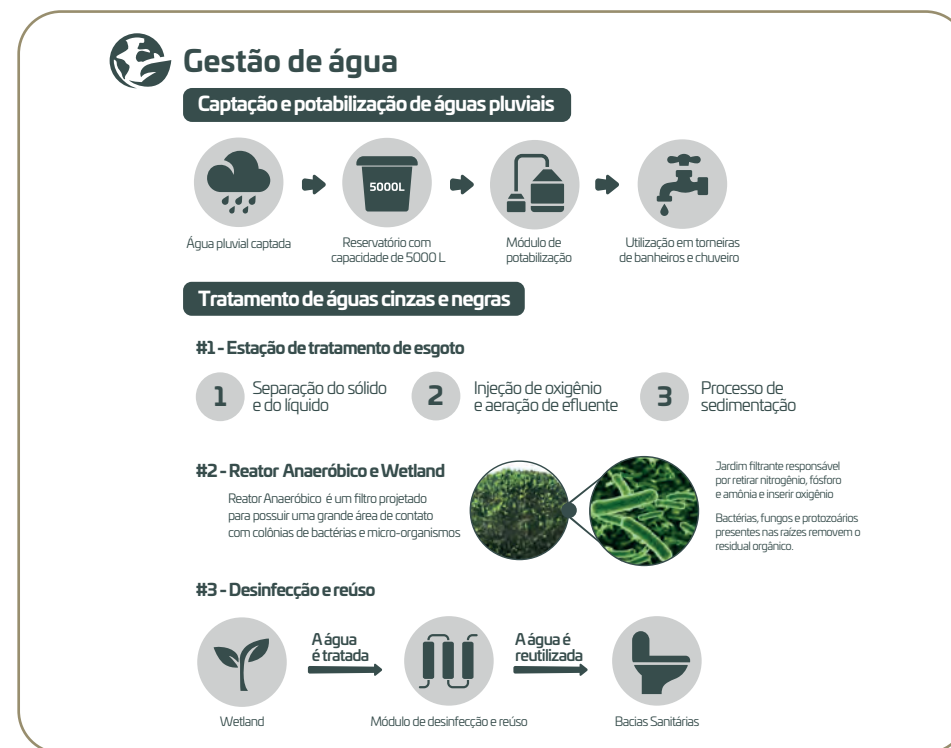 Gestão de água
Captação e potabilização de águas pluviais
5000L
Água pluvial captada
Reservatório com
capacidade de 5000 L
Módulo de
potabilização
Utilização em torneiras
de banheiros e chuveiro
Tratamento de águas cinzas e negras
#1 - Estação de tratamento de esgoto
1
Separação do sólido
e do líquido
2
Injeção de oxigênio
e aeração de efluente
3
Processo de
sedimentação
#2 - Reator Anaeróbico e Wetland
Reator Anaeróbico é um filtro projetado
para possuir uma grande área de contato
com colônias de bactérias e micro-organismos
Jardim filtrante responsável
por retirar nitrogênio, fósforo
e amônia e inserir oxigênio
Bactérias, fungos e protozoários
presentes nas raízes removem o
residual orgânico.
#3 - Desinfecção e reúso
A água
é tratada
A água é
reutilizada
Wetland
Módulo de desinfecção e reúso
Bacias Sanitárias